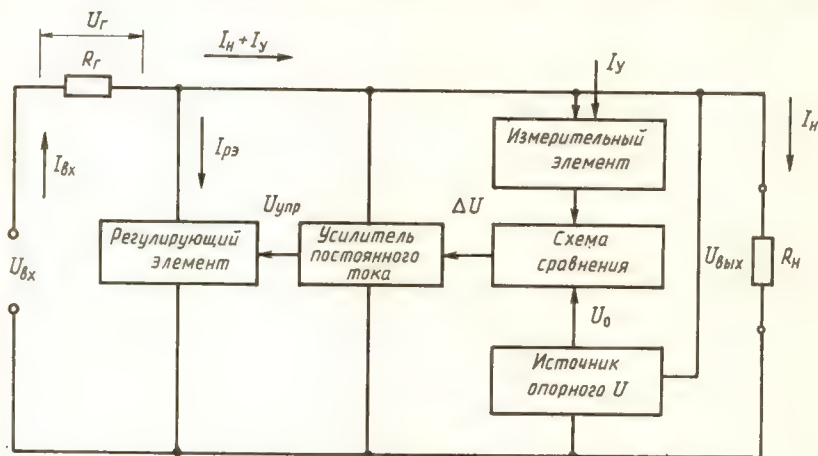 Uг
Rг
Iн + Iу
Iу
Iн
Iвх
Iрэ
Измерительный
элемент
Uупр
ΔU
Uвх
Регулирующий
элемент
Усилитель
постоянного
тока
Схема
сравнения
Uвых
Rн
U₀
Источник
опорного U